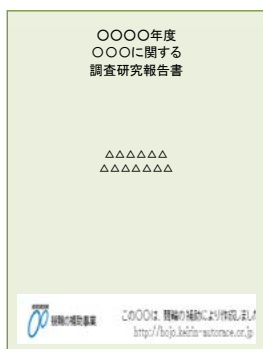 ○○○○年度
○○○に関する
調査研究報告書
△△△△△△
△△△△△△△
競輪の補助事業
この○○は、競輪の補助により作成しました
http://hojo.keirin-autorace.or.jp